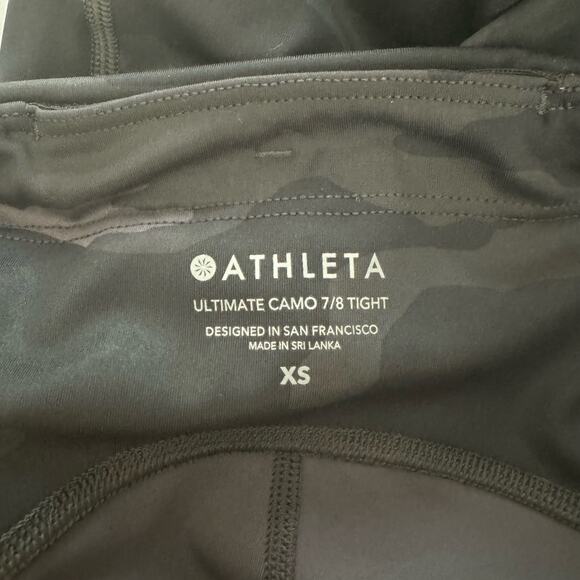 ATHLETA
ULTIMATE CAMO 7/8 TIGHT
DESIGNED IN SAN FRANCISCO
MADE IN SRI LANKA
XS